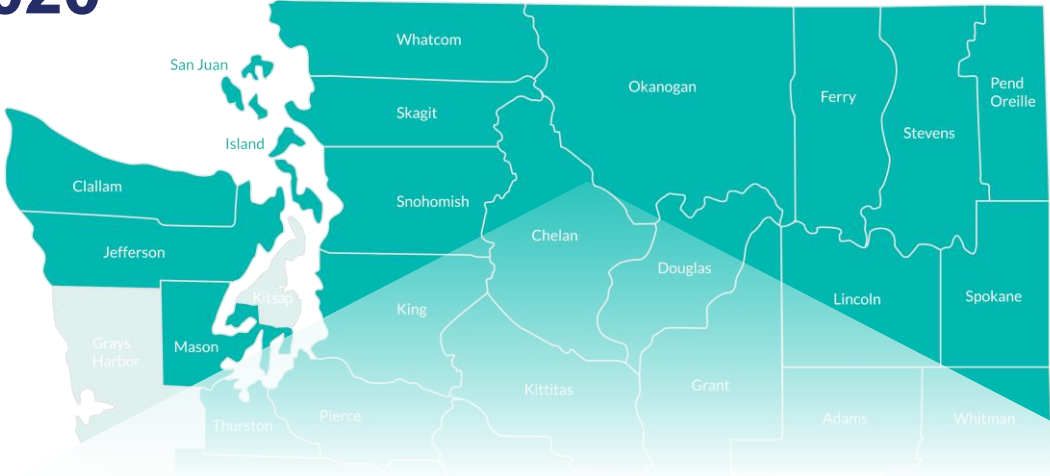 Whatcom
San Juan
Okanogan
Pend
Oreille
Ferry
Skagit
Stevens
Island
Clallam
Snohomish
Chelan
Jefferson
Douglas
Kitsap
Lincoln
Spokane
King
Grays
Harbor
Mason
Kittitas
Grant
Pierce
Adams
Whitman
Thurston